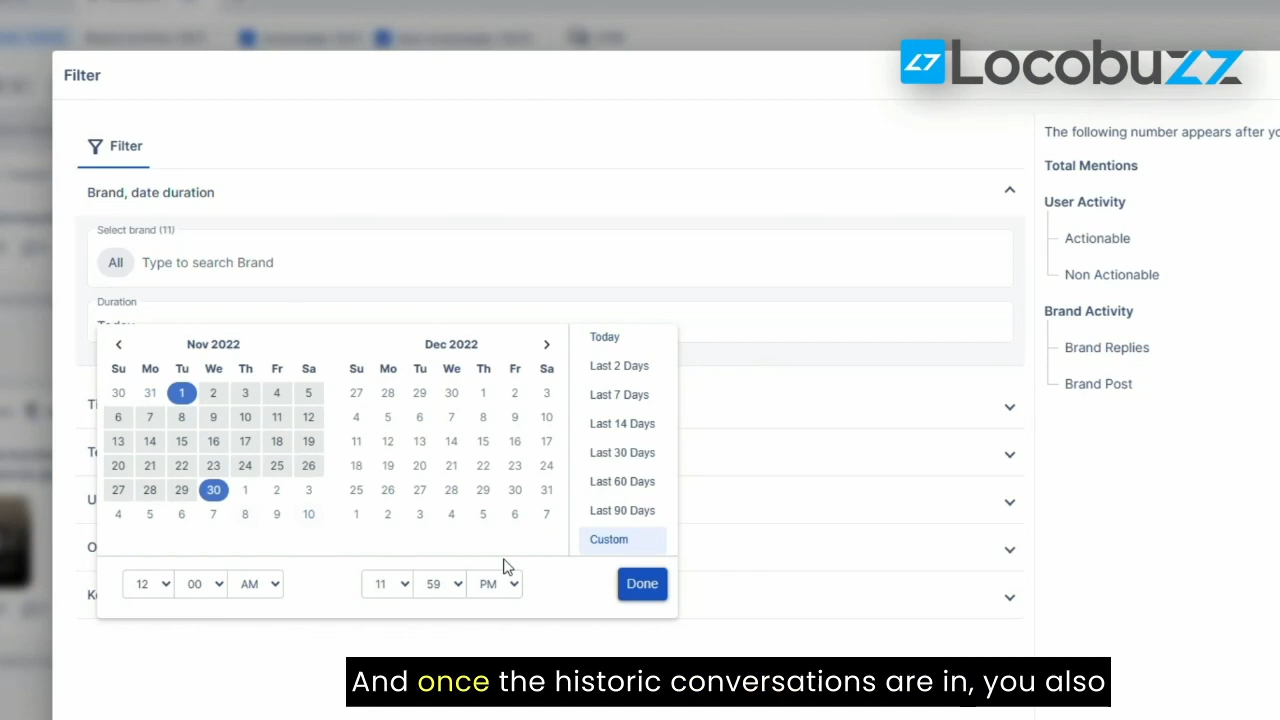 Locobuzz
Filter
Filter
The following number appears after
Brand, date duration
Total Mentions
Select brand (11)
User Activity
All Type to search Brand
Actionable
Non Actionable
Duration
Brand Activity
Brand Replies
Brand Post
Nov 2022 Dec 2022
Su Mo Tu We Th Fr Sa Su Mo Tu We Th Fr Sa
30 31 1 2 3 4 5 27 28 29 30 1 2 3
6 7 8 9 10 11 12 4 5 6 7 8 9 10
13 14 15 16 17 18 19 11 12 13 14 15 16 17
20 21 22 23 24 25 26 18 19 20 21 22 23 24
27 28 29 30 1 2 3 25 26 27 28 29 30 31
4 5 6 7 8 9 10 1 2 3 4 5 6 7
Today
Last 2 Days
Last 7 Days
Last 14 Days
Last 30 Days
Last 60 Days
Last 90 Days
Custom
12 00 AM 11 59 PM Done
And once the historic conversations are in, you also